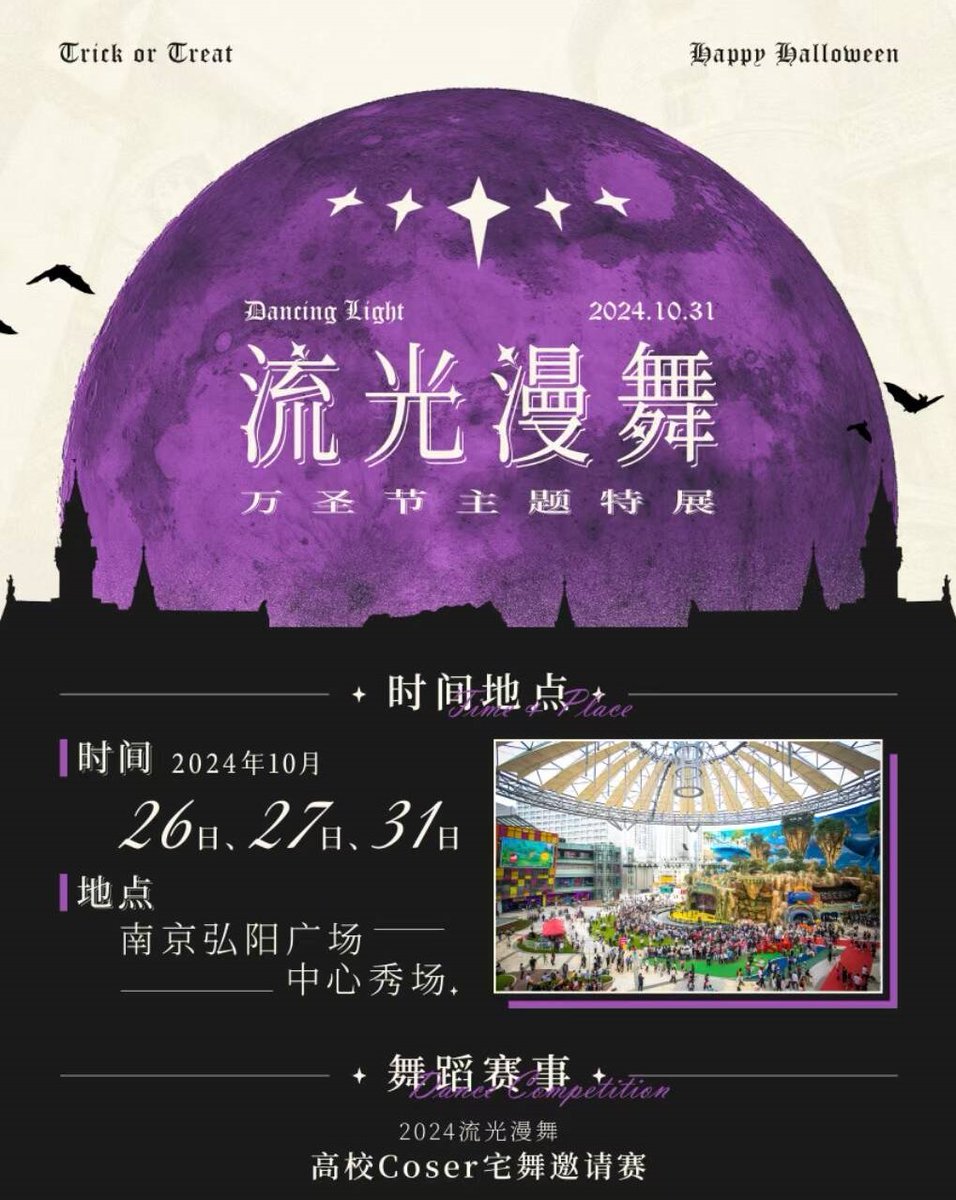 Trick or Treat
Happy Halloween
Dancing Light
2024.10.31
流光漫舞
万圣节主题特展
时间地点
Time & Place
时间 2024年10月
26日、27日、31日
地点
南京弘阳广场
中心秀场
舞蹈赛事
Dance Competition
2024流光漫舞
高校Coser宅舞邀请赛